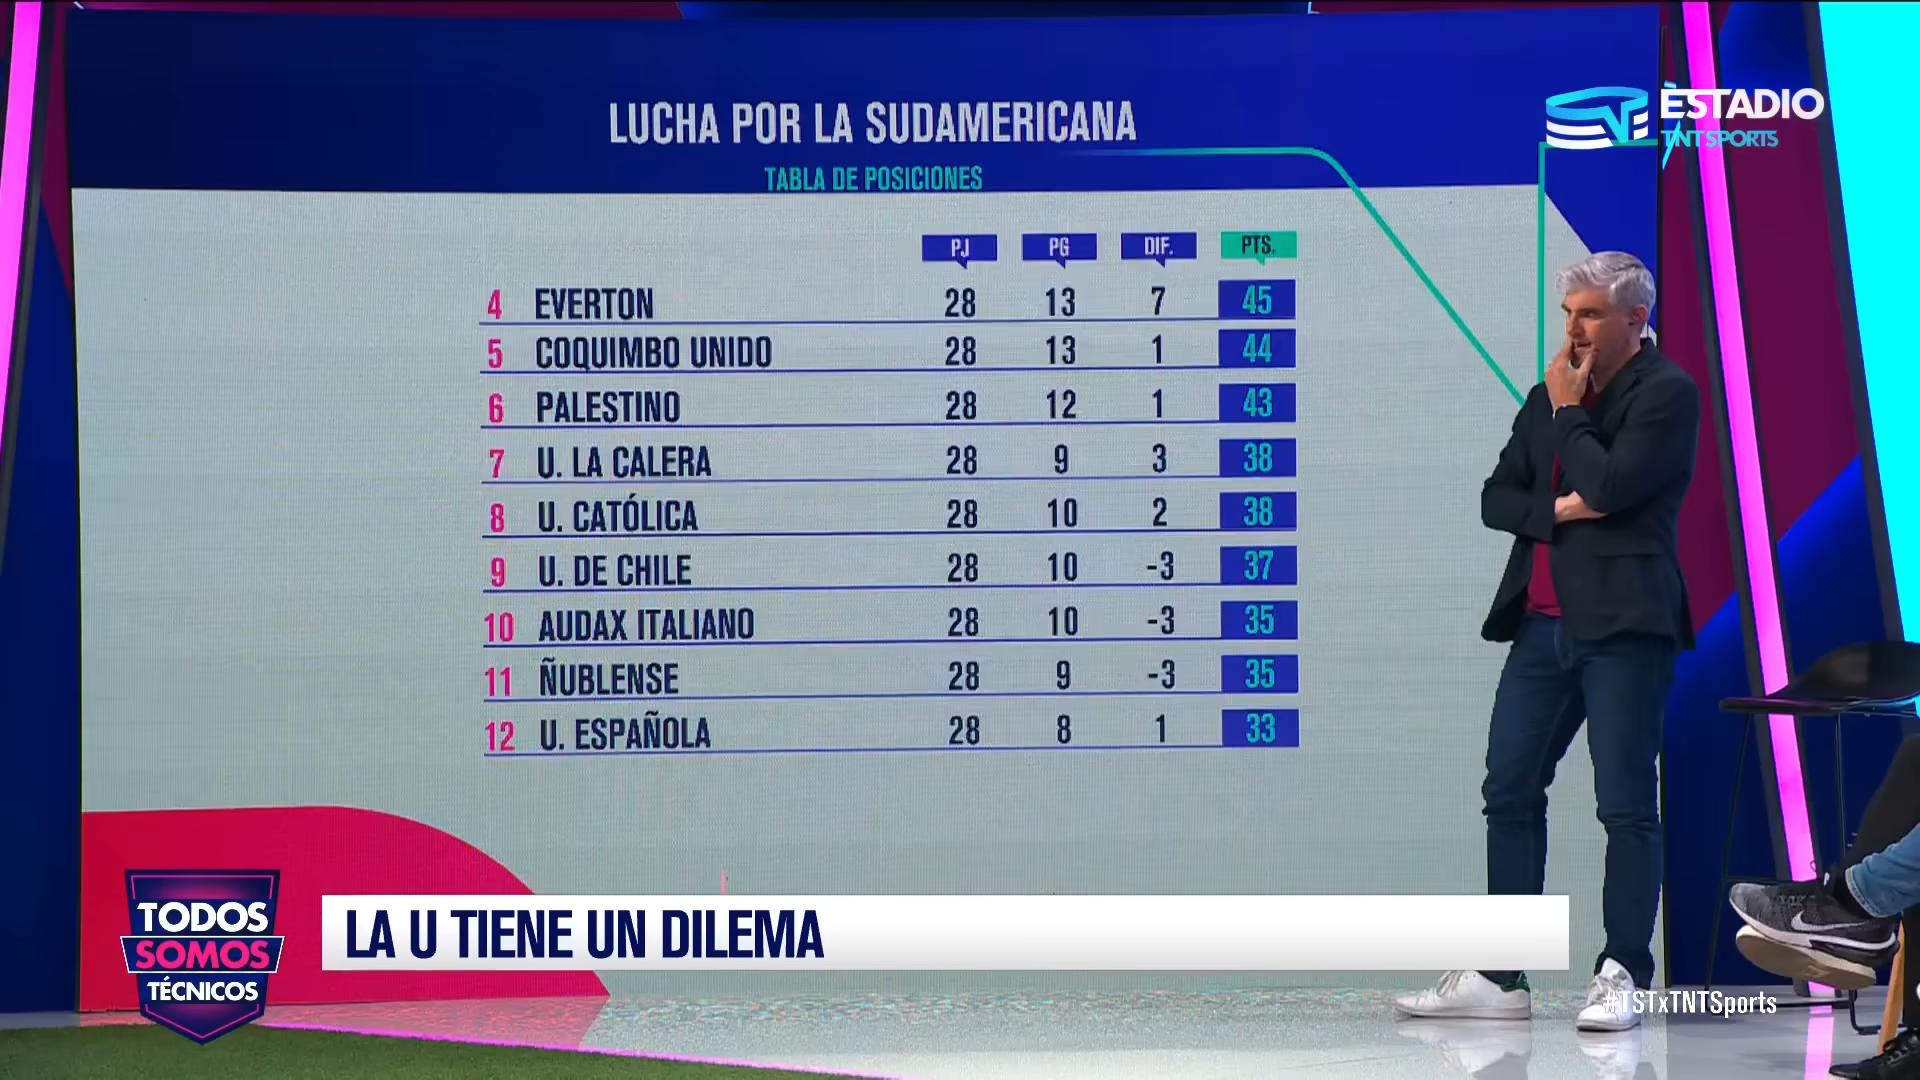 LUCHA POR LA SUDAMERICANA
TABLA DE POSICIONES
ESTADIO
TNT SPORTS
PJ PG DIF. PTS.
4 EVERTON 28 13 7 45
5 COQUIMBO UNIDO 28 13 1 44
6 PALESTINO 28 12 1 43
7 U. LA CALERA 28 9 3 38
8 U. CATÓLICA 28 10 2 38
9 U. DE CHILE 28 10 -3 37
10 AUDAX ITALIANO 28 10 -3 35
11 ÑUBLENSE 28 9 -3 35
12 U. ESPAÑOLA 28 8 1 33
TODOS
SOMOS
TÉCNICOS
LA U TIENE UN DILEMA
#TSTxTNTSports